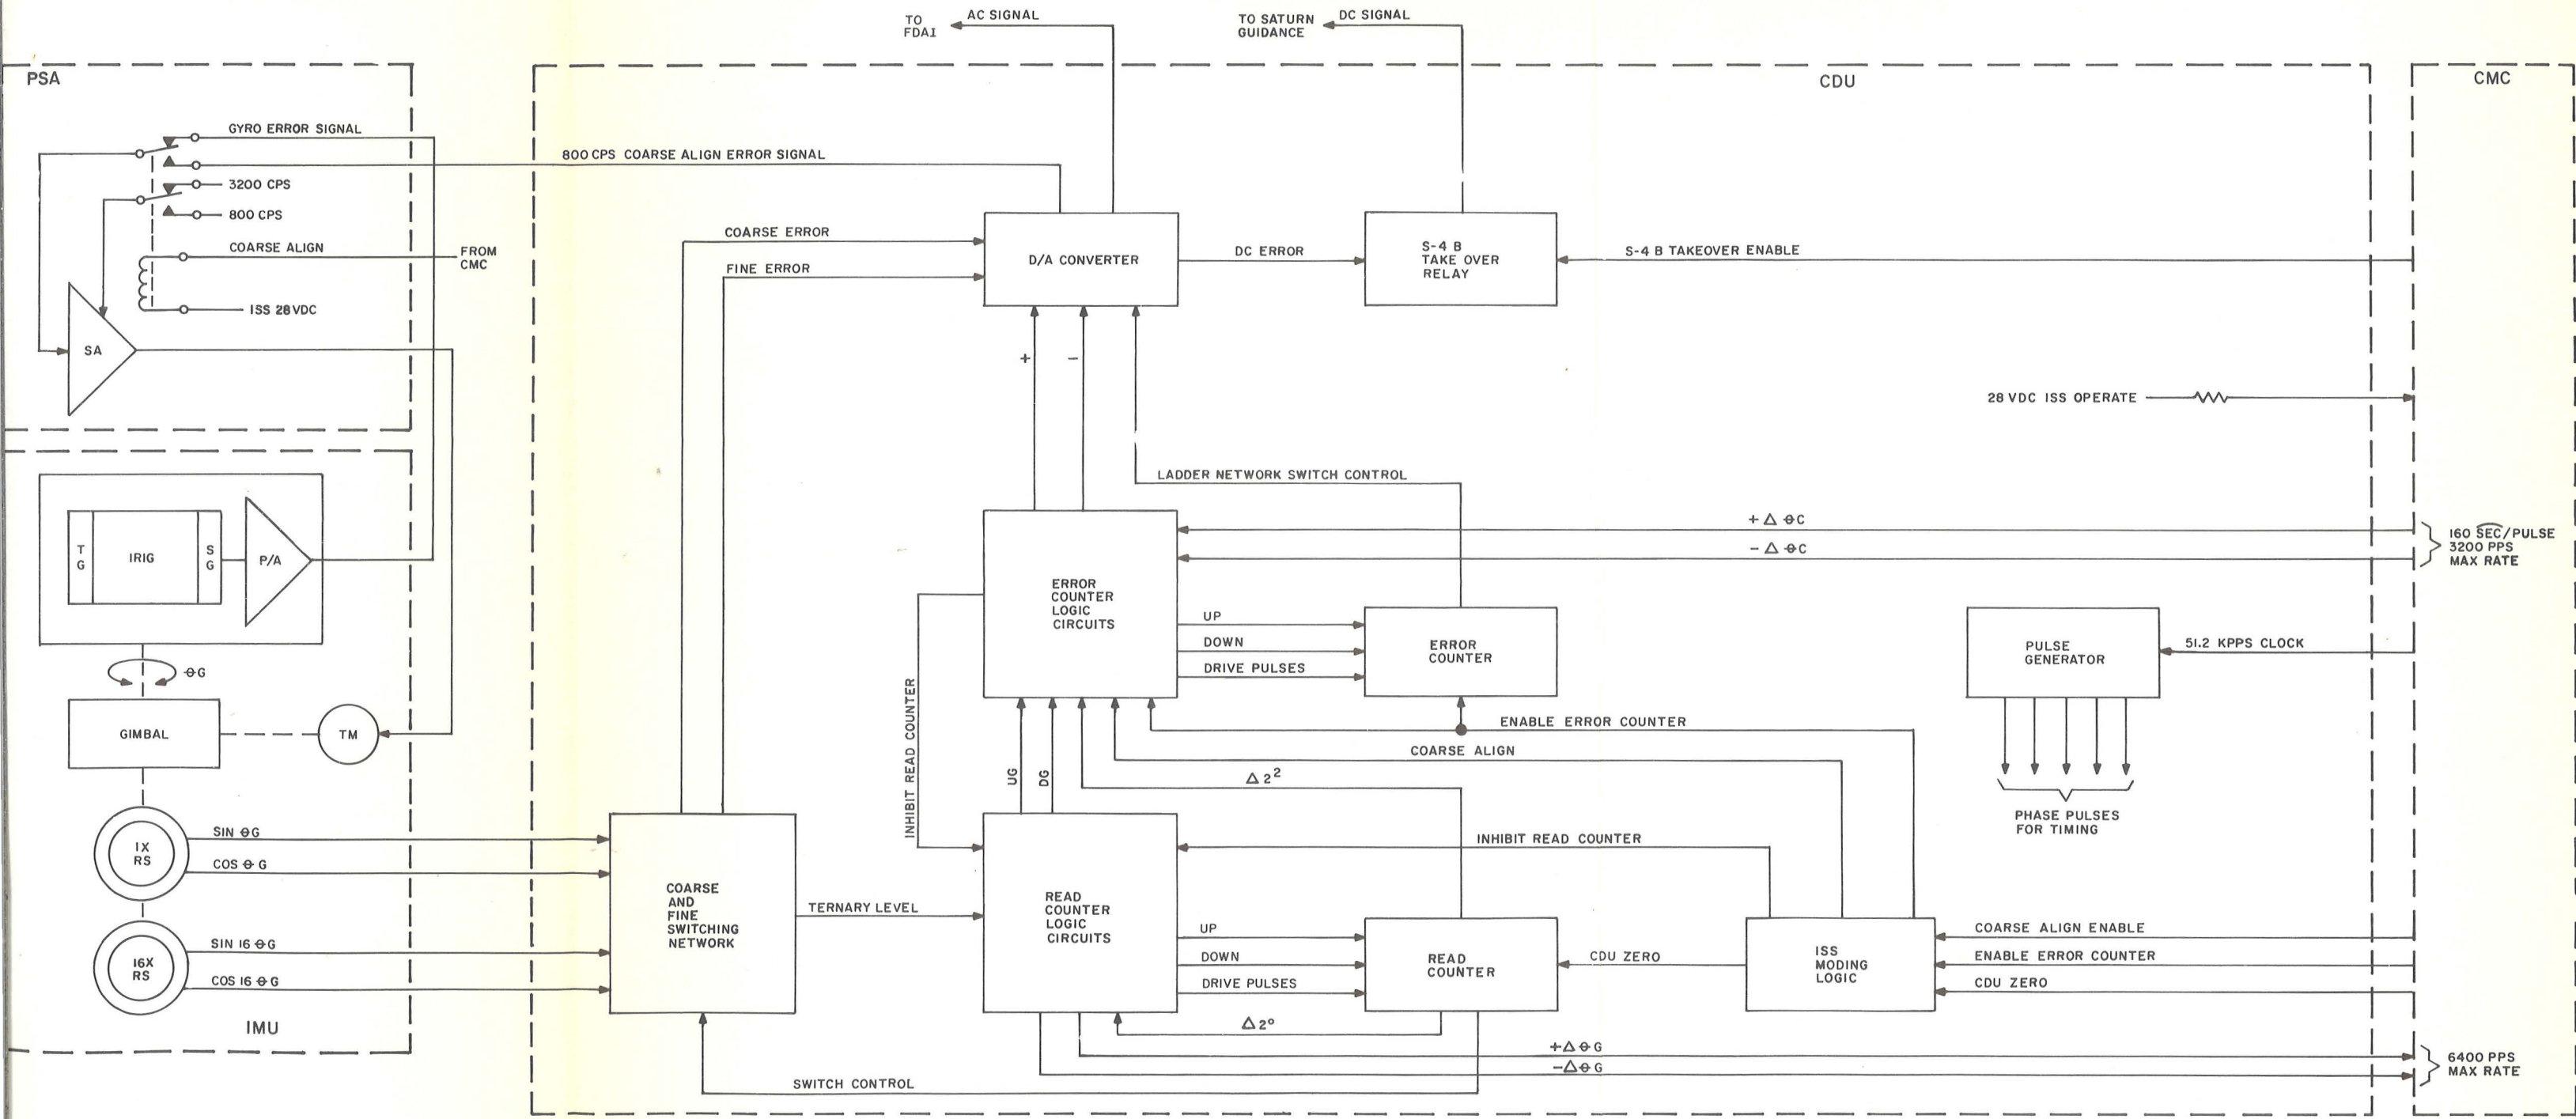 TO
FDAI
AC SIGNAL
TO SATURN
GUIDANCE
DC SIGNAL
PSA
CDU
CMC
GYRO ERROR SIGNAL
800 CPS COARSE ALIGN ERROR SIGNAL
3200 CPS
800 CPS
COARSE ALIGN
FROM
CMC
ISS 28 VDC
SA
COARSE ERROR
FINE ERROR
D/A CONVERTER
DC ERROR
S-4 B
TAKE OVER
RELAY
S-4 B TAKEOVER ENABLE
+
−
28 VDC ISS OPERATE
LADDER NETWORK SWITCH CONTROL
T
G
IRIG
S
G
P/A
+ Δ θC
− Δ θC
160 SEC/PULSE
3200 PPS
MAX RATE
ERROR
COUNTER
LOGIC
CIRCUITS
UP
DOWN
DRIVE PULSES
ERROR
COUNTER
PULSE
GENERATOR
51.2 KPPS CLOCK
θG
GIMBAL
TM
INHIBIT READ COUNTER
ENABLE ERROR COUNTER
COARSE ALIGN
UG
DG
Δ 2²
PHASE PULSES
FOR TIMING
1X
RS
SIN θG
COS θ G
INHIBIT READ COUNTER
COARSE
AND
FINE
SWITCHING
NETWORK
TERNARY LEVEL
READ
COUNTER
LOGIC
CIRCUITS
UP
DOWN
DRIVE PULSES
READ
COUNTER
CDU ZERO
ISS
MODING
LOGIC
COARSE ALIGN ENABLE
ENABLE ERROR COUNTER
CDU ZERO
16X
RS
SIN 16 θG
COS 16 θ G
IMU
Δ 2°
+Δ θ G
−Δθ G
6400 PPS
MAX RATE
SWITCH CONTROL